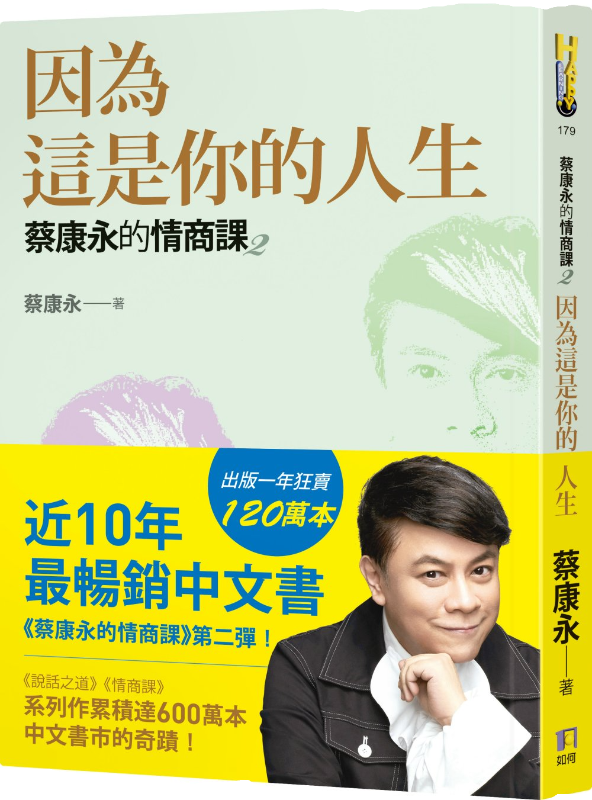 因為
這是你的人生
蔡康永的情商課2
蔡康永──著
出版一年狂賣
120萬本
近10年
最暢銷中文書
《蔡康永的情商課》第二彈！
《說話之道》《情商課》
系列作累積達600萬本
中文書市的奇蹟！
HAPPY
179
蔡康永的情商課2
因為這是你的人生
蔡康永──著
如何